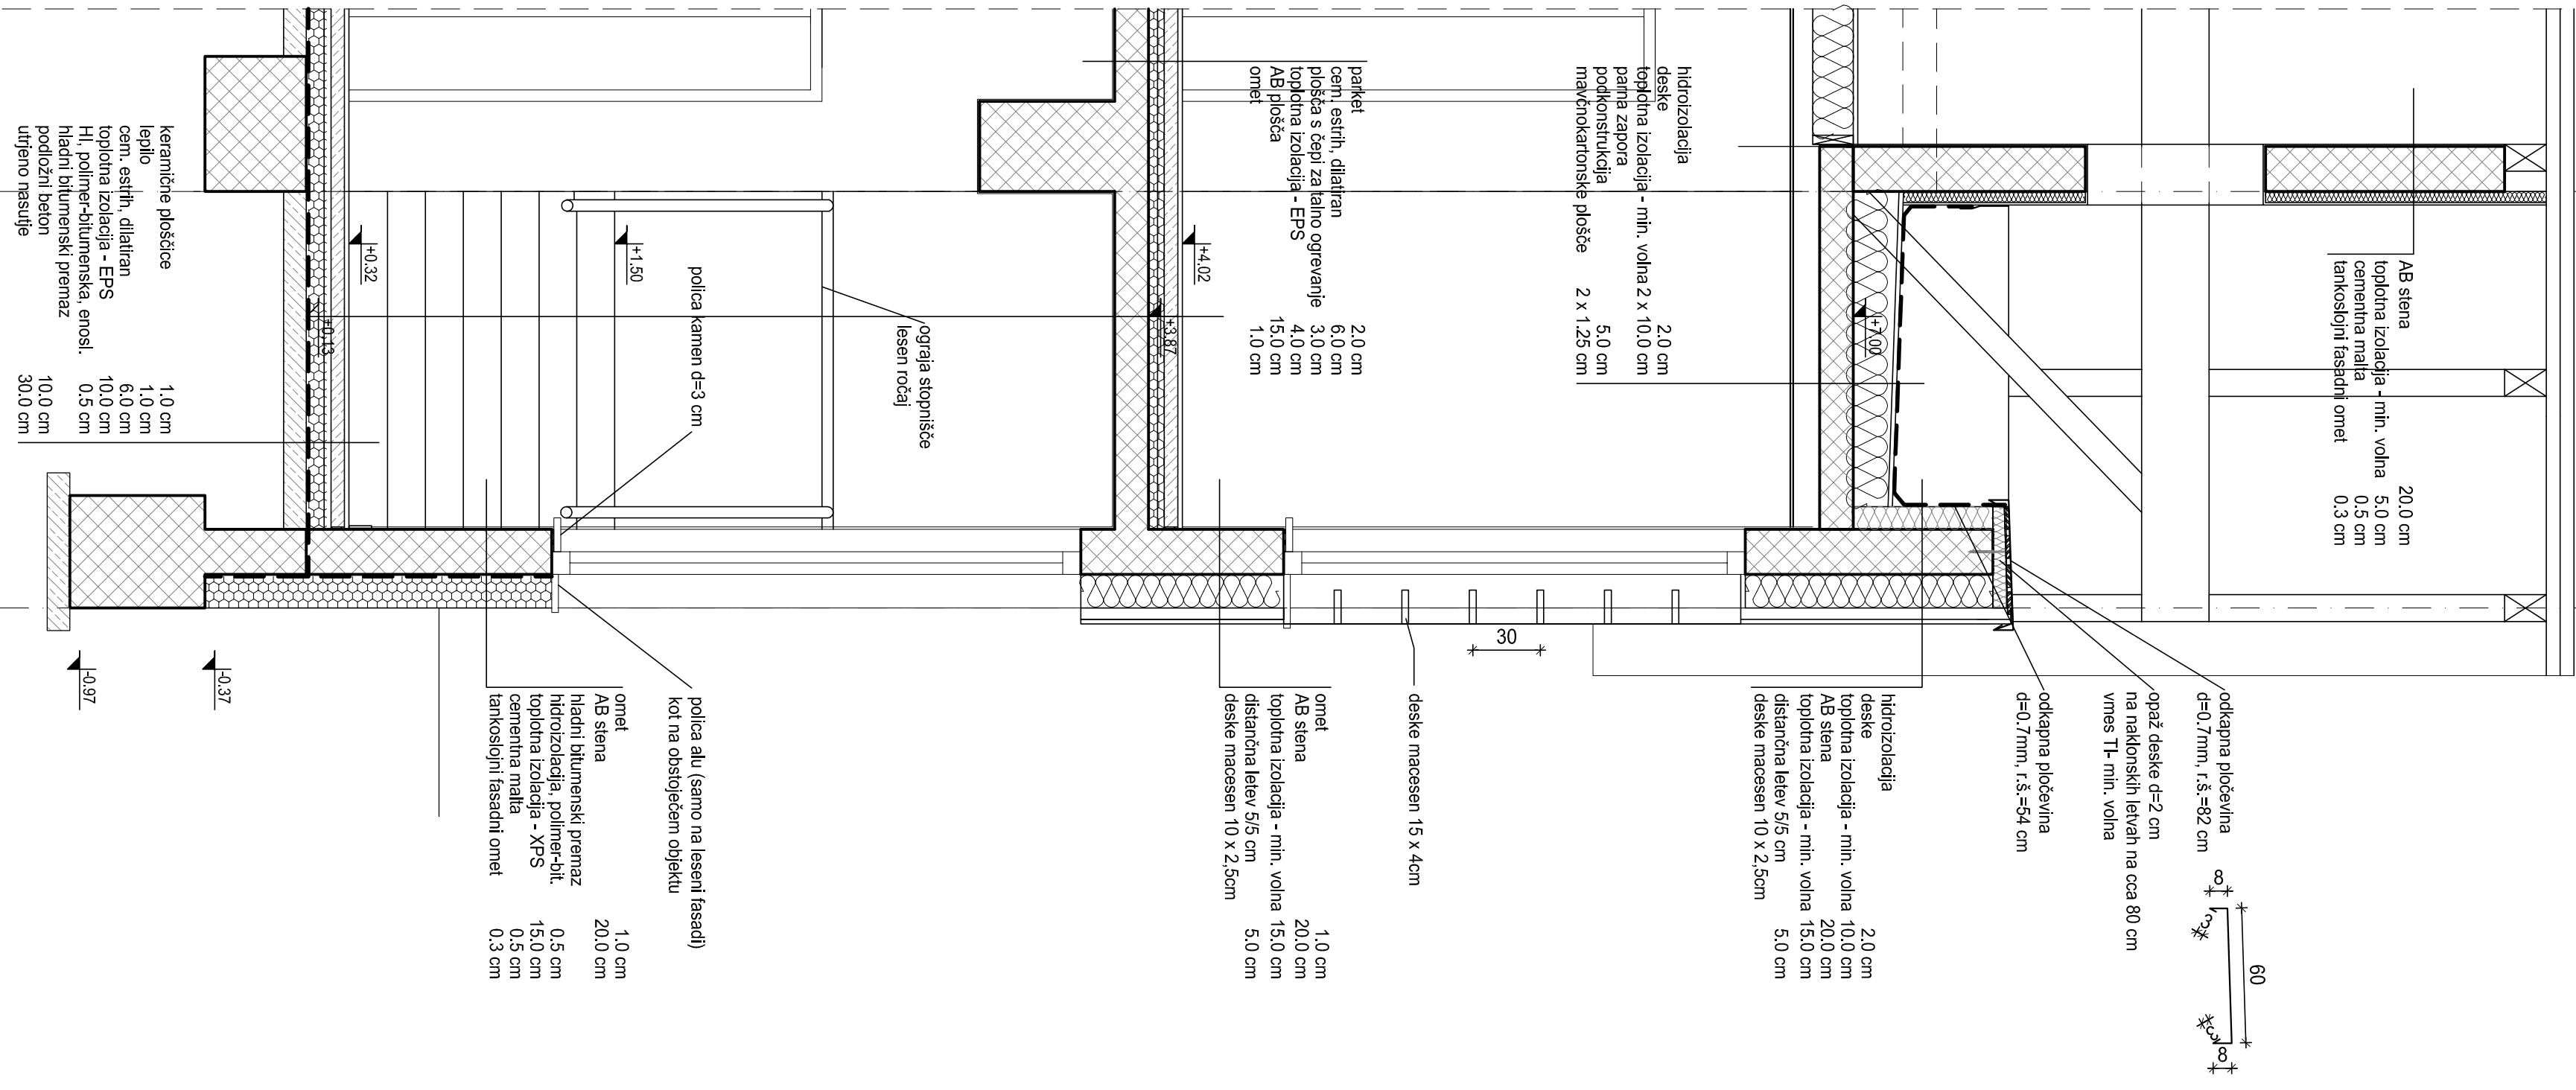 AB stena 20.0 cm
toplotna izolacija - min. volna 5.0 cm
cementna malta 0.5 cm
tankoslojni fasadni omet 0.3 cm
odkapna pločevina
d=0.7mm, r.š.=82 cm
opaž deske d=2 cm
na naklonskih letvah na cca 80 cm
vmes TI- min. volna
odkapna pločevina
d=0.7mm, r.š.=54 cm
8
3
60
3
8
hidroizolacija
deske 2.0 cm
toplotna izolacija - min. volna 2 x 10.0 cm
parna zapora
podkonstrukcija 5.0 cm
mavčnokartonske plošče 2 x 1.25 cm
+7.00
hidroizolacija
deske 2.0 cm
toplotna izolacija - min. volna 10.0 cm
AB stena 20.0 cm
toplotna izolacija - min. volna 15.0 cm
distančna letev 5/5 cm 5.0 cm
deske macesen 10 x 2,5cm
30
deske macesen 15 x 4cm
parket 2.0 cm
cem. estrih, dilatiran 6.0 cm
plošča s čepi za talno ogrevanje 3.0 cm
toplotna izolacija - EPS 4.0 cm
AB plošča 15.0 cm
omet 1.0 cm
+4.02
+3.87
omet 1.0 cm
AB stena 20.0 cm
toplotna izolacija - min. volna 15.0 cm
distančna letev 5/5 cm 5.0 cm
deske macesen 10 x 2,5cm
ograja stopnišče
lesen ročaj
polica kamen d=3 cm
+1.50
polica alu (samo na leseni fasadi)
kot na obstoječem objektu
omet 1.0 cm
AB stena 20.0 cm
hladni bitumenski premaz
hidroizolacija, polimer-bit. 0.5 cm
toplotna izolacija - XPS 15.0 cm
cementna malta 0.5 cm
tankoslojni fasadni omet 0.3 cm
+0.32
+0.13
keramične ploščice 1.0 cm
lepilo 1.0 cm
cem. estrih, dilatiran 6.0 cm
toplotna izolacija - EPS 10.0 cm
HI, polimer-bitumenska, enosl. 0.5 cm
hladni bitumenski premaz
podložni beton 10.0 cm
utrjeno nasutje 30.0 cm
-0.37
-0.97